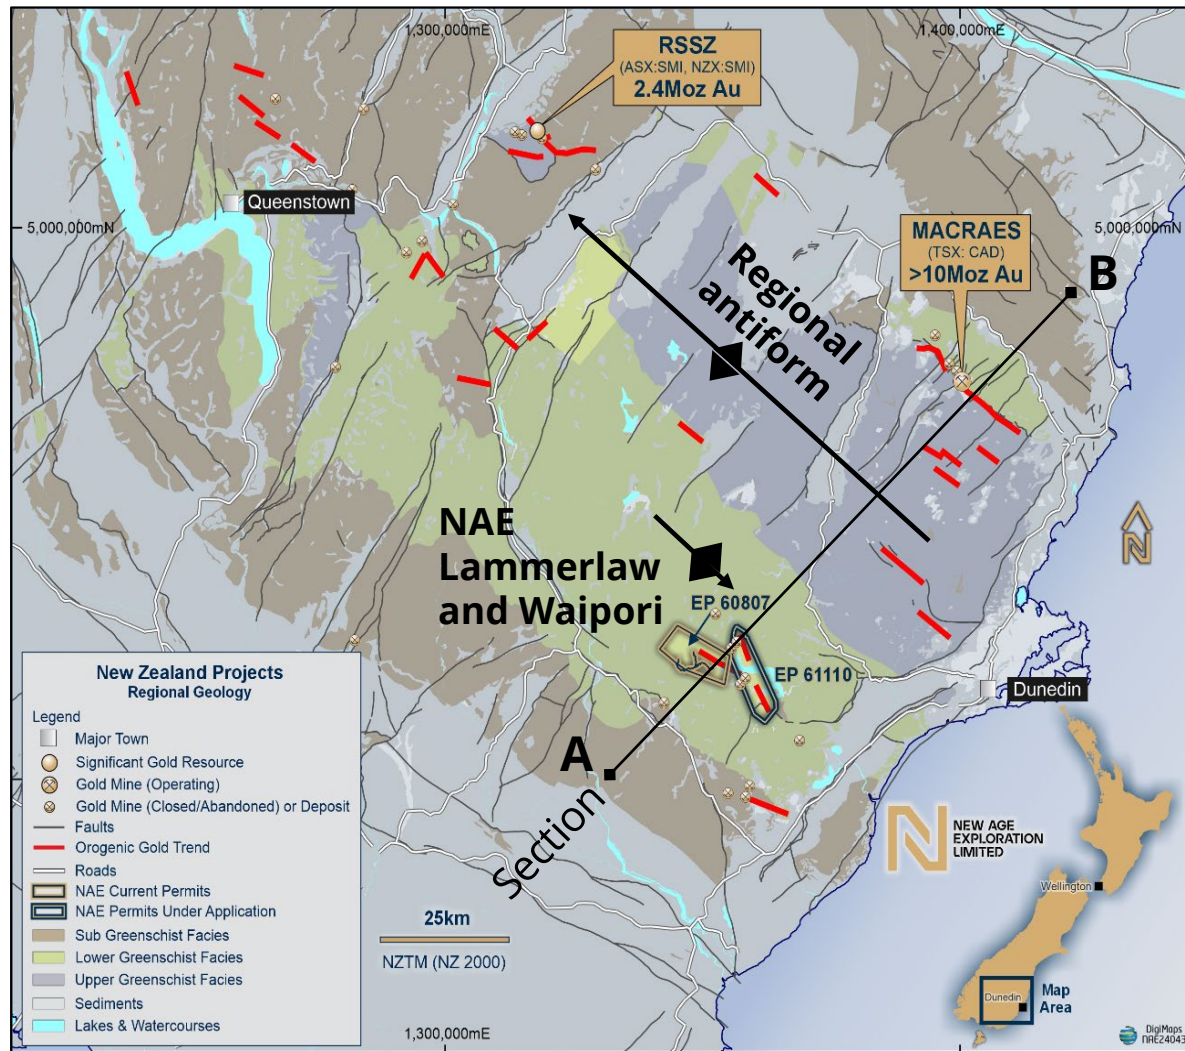 1,300,000mE
1,400,000mE
RSSZ
(ASX:SMI, NZX:SMI)
2.4Moz Au
Queenstown
5,000,000mN
5,000,000mN
MACRAES
(TSX: CAD)
>10Moz Au
B
Regional
antiform
NAE
Lammerlaw
and Waipori
EP 60807
EP 61110
N
Dunedin
A
Section
New Zealand Projects
Regional Geology
Legend
Major Town
Significant Gold Resource
Gold Mine (Operating)
Gold Mine (Closed/Abandoned) or Deposit
Faults
Orogenic Gold Trend
Roads
NAE Current Permits
NAE Permits Under Application
Sub Greenschist Facies
Lower Greenschist Facies
Upper Greenschist Facies
Sediments
Lakes & Watercourses
25km
NZTM (NZ 2000)
1,300,000mE
N
NEW AGE
EXPLORATION
LIMITED
Wellington
Dunedin
Map
Area
DigiMaps
NAE24043